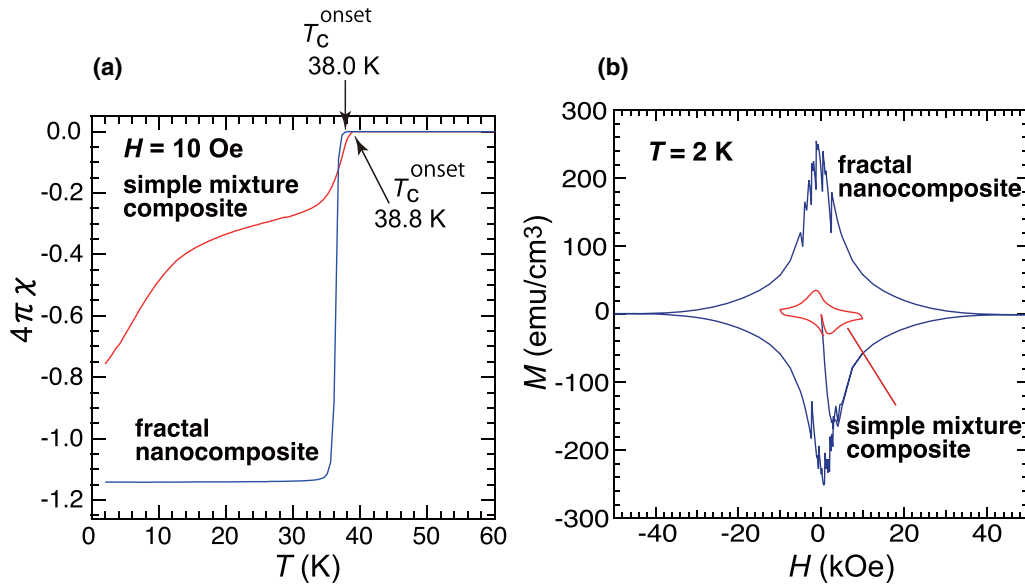 (a)
T_c^onset
38.0 K
H = 10 Oe
simple mixture
composite
T_c^onset
38.8 K
fractal
nanocomposite
4π χ
0.0
-0.2
-0.4
-0.6
-0.8
-1.0
-1.2
0 10 20 30 40 50 60
T (K)
(b)
T = 2 K
fractal
nanocomposite
simple mixture
composite
M (emu/cm³)
300
200
100
0
-100
-200
-300
-40 -20 0 20 40
H (kOe)